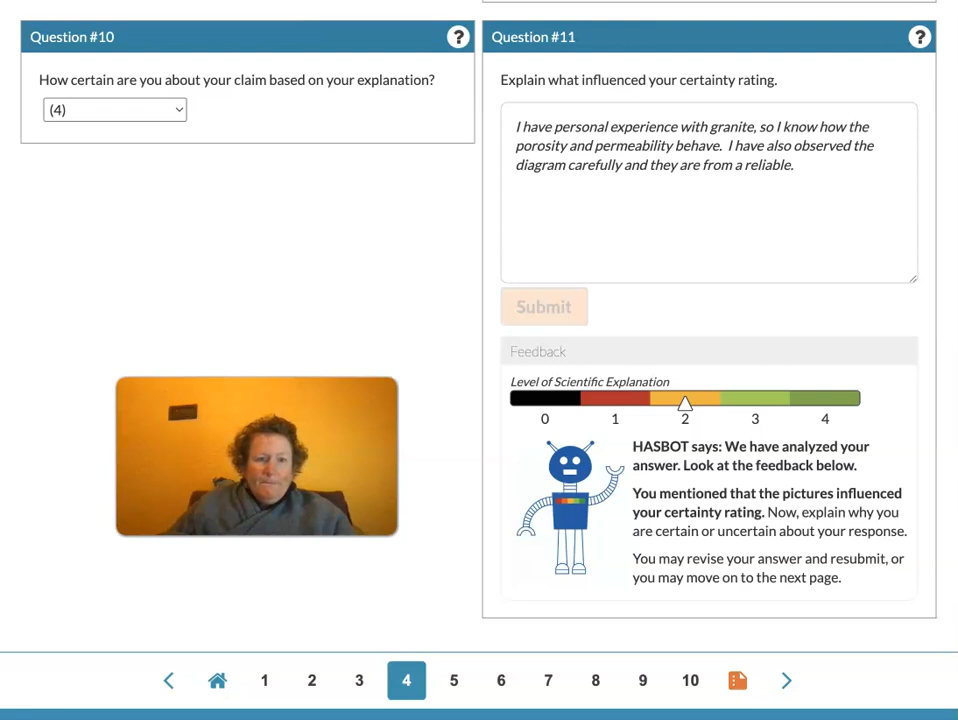 Question #10
?
How certain are you about your claim based on your explanation?
(4)
Question #11
?
Explain what influenced your certainty rating.
I have personal experience with granite, so I know how the
porosity and permeability behave. I have also observed the
diagram carefully and they are from a reliable.
Submit
Feedback
Level of Scientific Explanation
0 1 2 3 4
HASBOT says: We have analyzed your
answer. Look at the feedback below.
You mentioned that the pictures influenced
your certainty rating. Now, explain why you
are certain or uncertain about your response.
You may revise your answer and resubmit, or
you may move on to the next page.
1 2 3 4 5 6 7 8 9 10